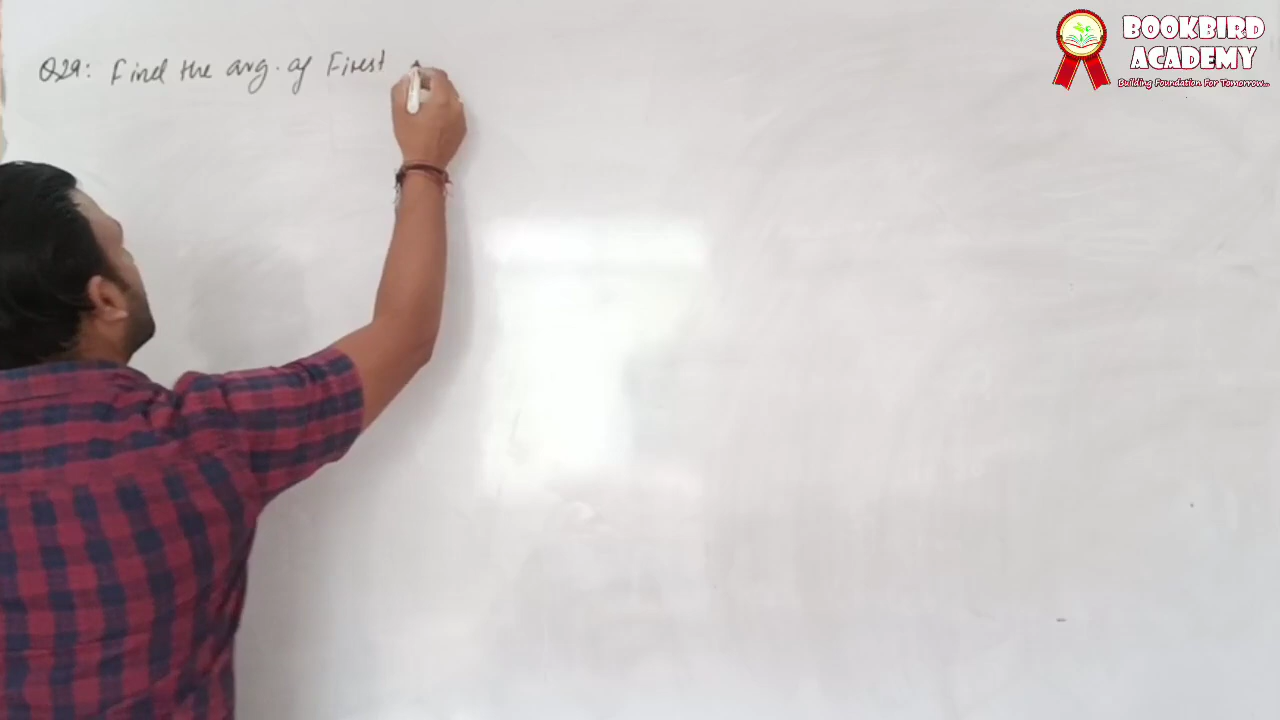 Q29: Find the avg. of First
BOOKBIRD
ACADEMY
Building Foundation For Tomorrow...